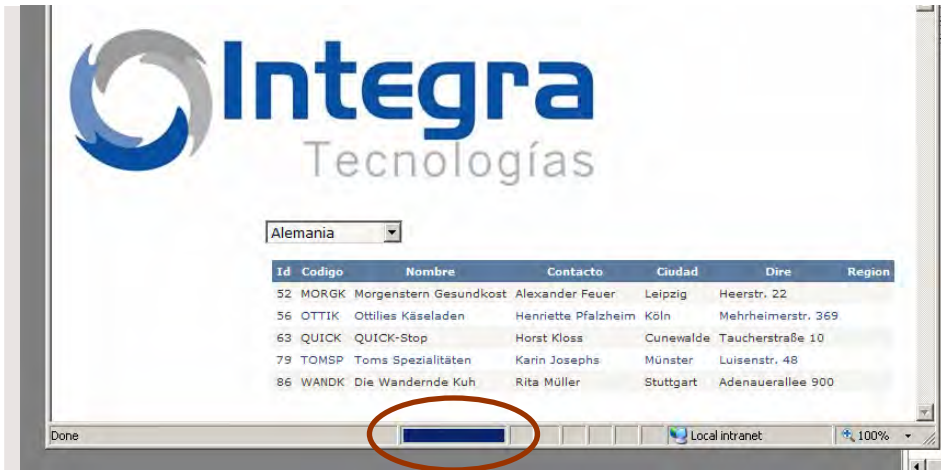 Integra
Tecnologías
Alemania
Id Codigo Nombre Contacto Ciudad Dire Region
52 MORGK Morgenstern Gesundkost Alexander Feuer Leipzig Heerstr. 22
56 OTTIK Ottilies Käseladen Henriette Pfalzheim Köln Mehrheimerstr. 369
63 QUICK QUICK-Stop Horst Kloss Cunewalde Taucherstraße 10
79 TOMSP Toms Spezialitäten Karin Josephs Münster Luisenstr. 48
86 WANDK Die Wandernde Kuh Rita Müller Stuttgart Adenauerallee 900
Done Local intranet 100%